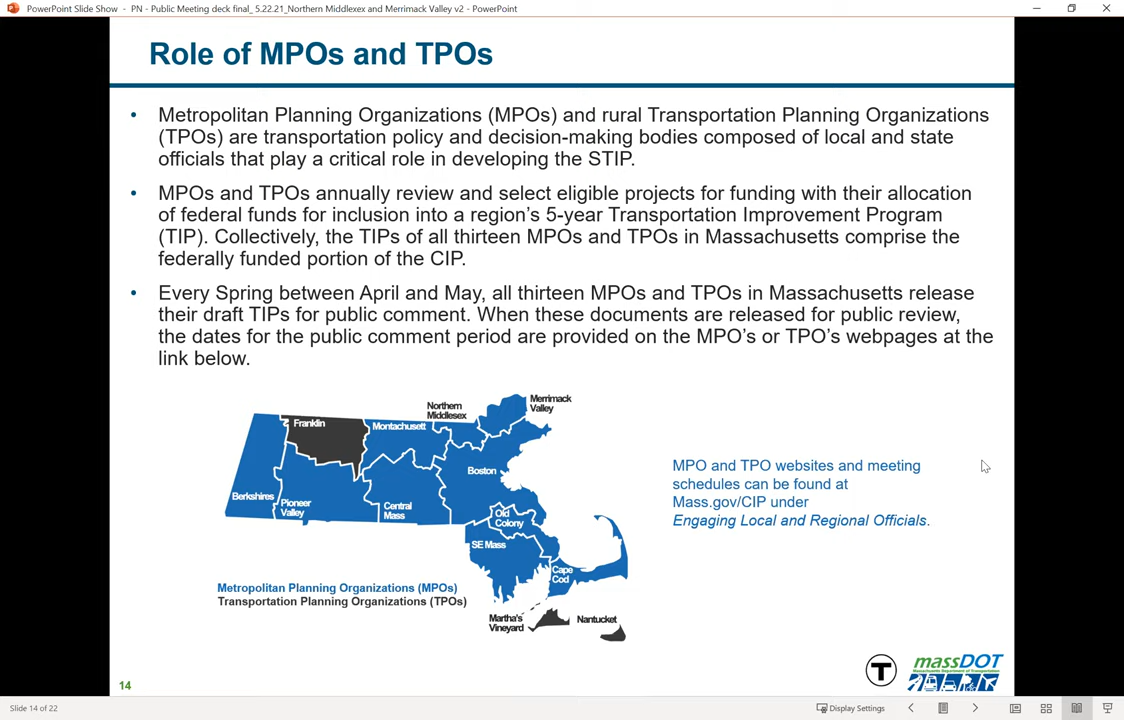 PowerPoint Slide Show - PN - Public Meeting deck final_ 5.22.21_Northern Middlexex and Merrimack Valley v2 - PowerPoint
Role of MPOs and TPOs
• Metropolitan Planning Organizations (MPOs) and rural Transportation Planning Organizations
(TPOs) are transportation policy and decision-making bodies composed of local and state
officials that play a critical role in developing the STIP.
• MPOs and TPOs annually review and select eligible projects for funding with their allocation
of federal funds for inclusion into a region's 5-year Transportation Improvement Program
(TIP). Collectively, the TIPs of all thirteen MPOs and TPOs in Massachusetts comprise the
federally funded portion of the CIP.
• Every Spring between April and May, all thirteen MPOs and TPOs in Massachusetts release
their draft TIPs for public comment. When these documents are released for public review,
the dates for the public comment period are provided on the MPO's or TPO's webpages at the
link below.
Merrimack
Valley
Northern
Middlesex
Franklin
Montachusett
Boston
Berkshires
Pioneer
Valley
Central
Mass
Old
Colony
SE Mass
Cape
Cod
Martha's
Vineyard
Nantucket
Metropolitan Planning Organizations (MPOs)
Transportation Planning Organizations (TPOs)
MPO and TPO websites and meeting
schedules can be found at
Mass.gov/CIP under
Engaging Local and Regional Officials.
T
massDOT
Massachusetts Department of Transportation
14
Slide 14 of 22
Display Settings